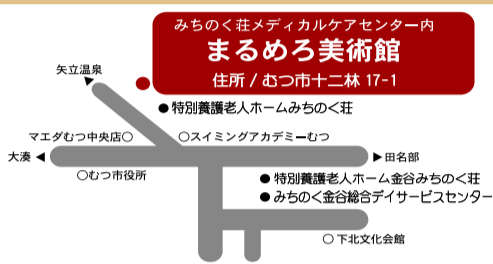 みちのく荘メディカルケアセンター内
まるめろ美術館
住所 / むつ市十二林 17-1
矢立温泉
●特別養護老人ホームみちのく荘
マエダむつ中央店○
○スイミングアカデミーむつ
大湊 ◀
▶田名部
○むつ市役所
●特別養護老人ホーム金谷みちのく荘
●みちのく金谷総合デイサービスセンター
○下北文化会館